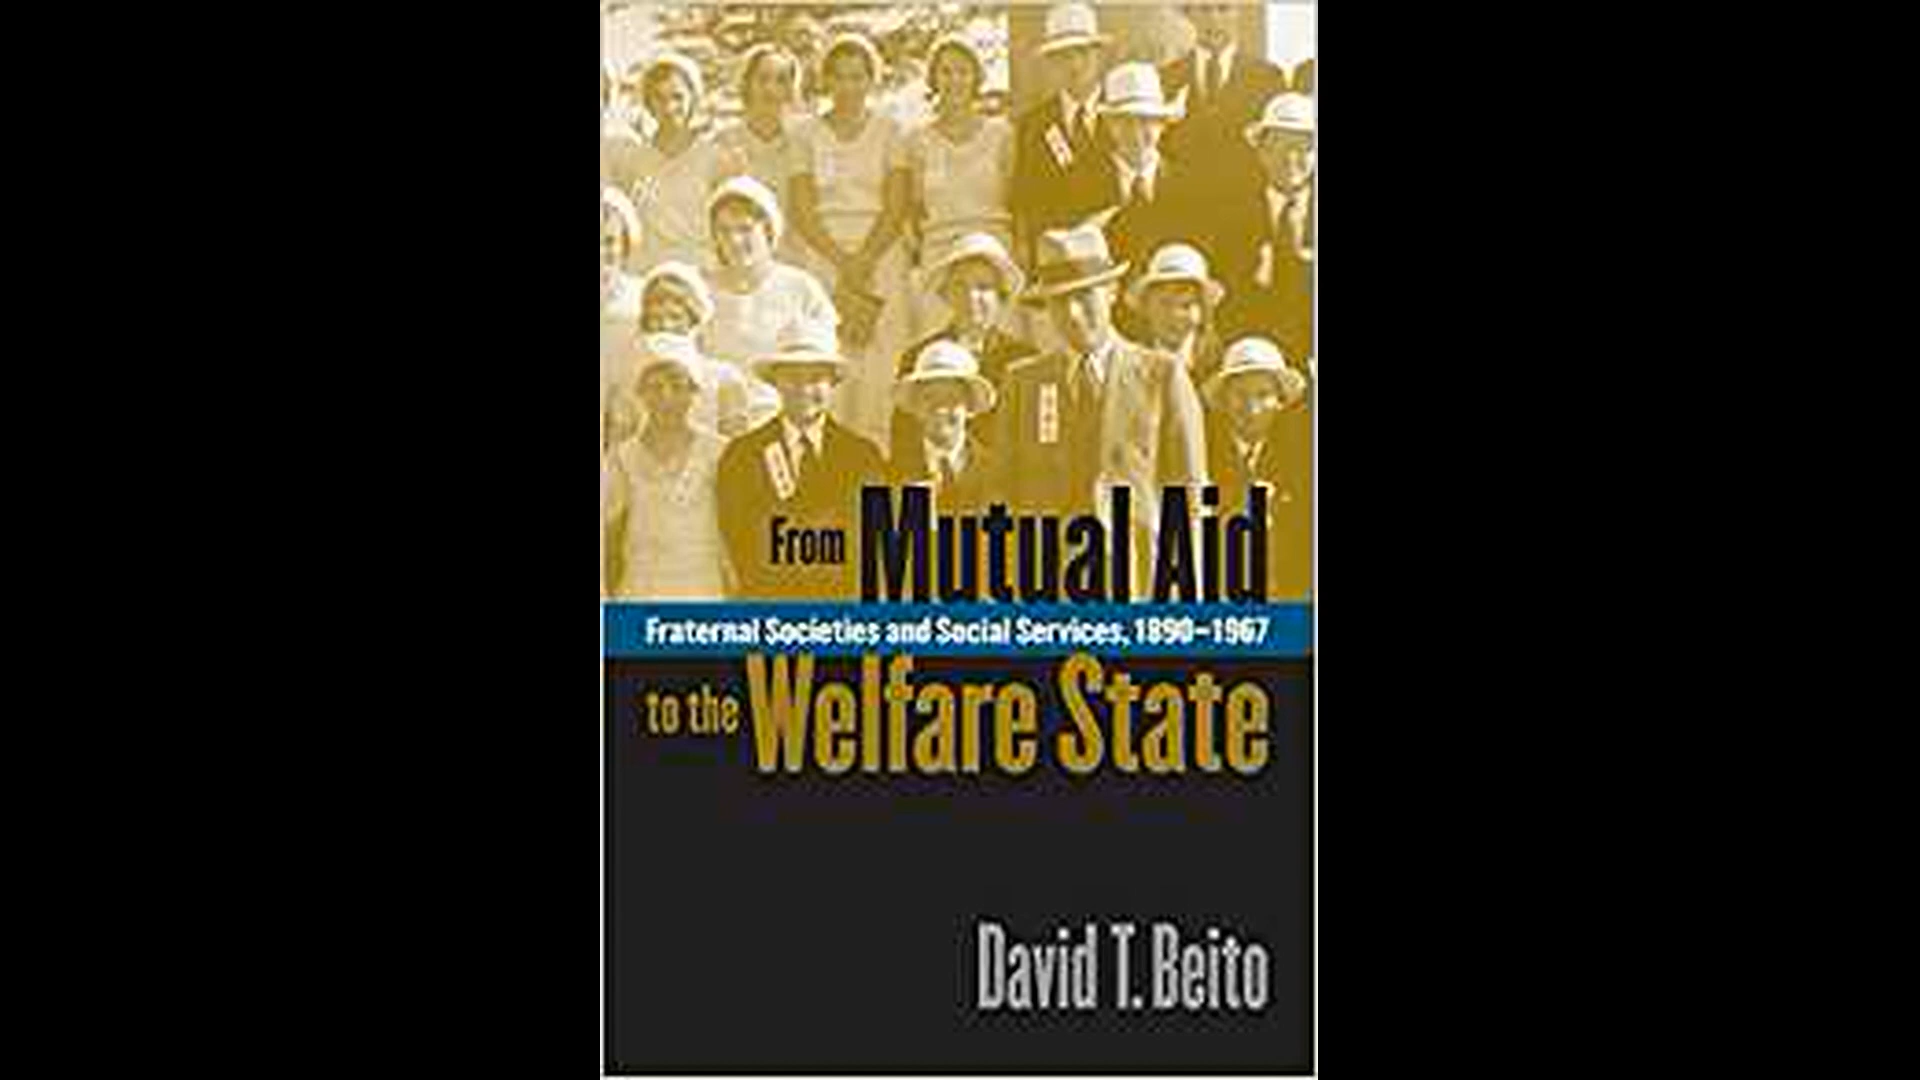 From Mutual Aid
Fraternal Societies and Social Services, 1890–1967
to the Welfare State
David T. Beito